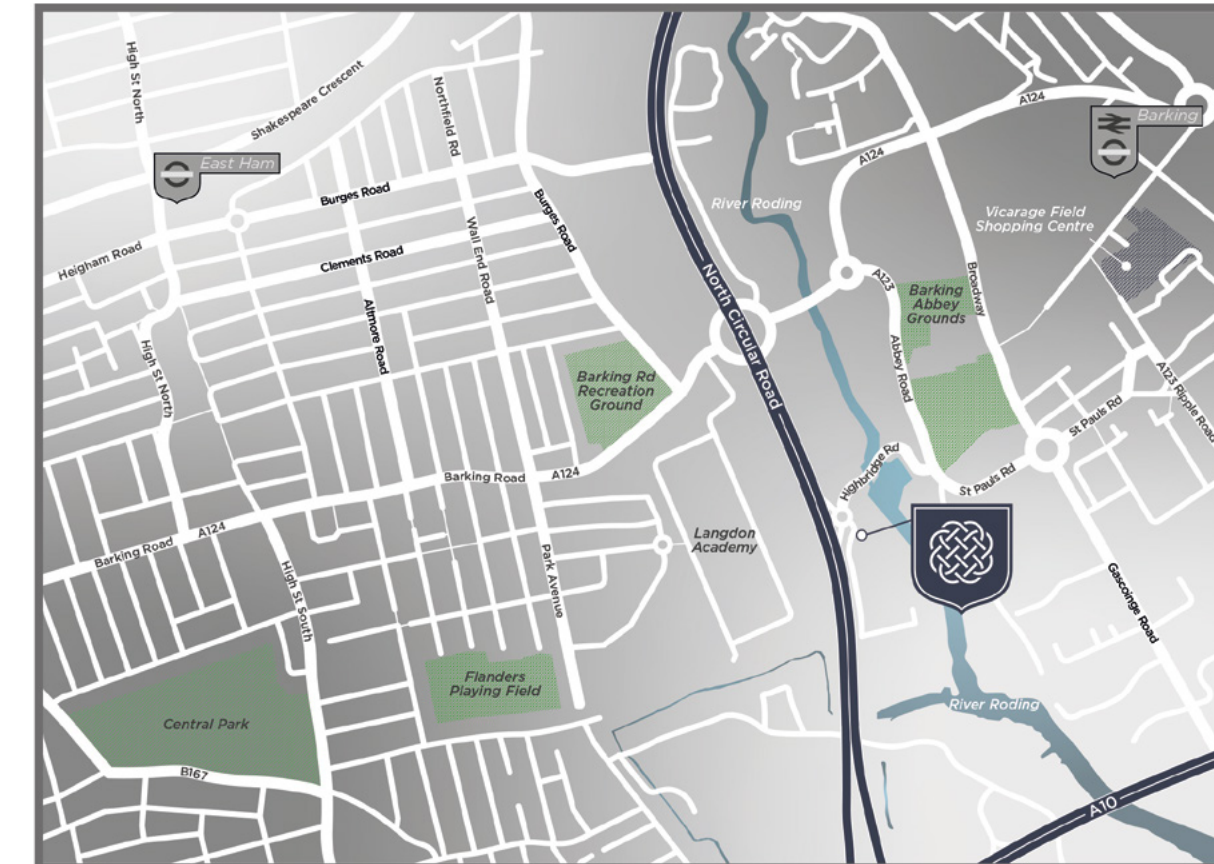 High St North
Shakespeare Crescent
Northfield Rd
A124
Barking
East Ham
A124
Burges Road
River Roding
Vicarage Field
Shopping Centre
Burges Road
Heigham Road
Clements Road
Wall End Road
North Circular Road
A123
Broadway
Barking
Abbey
Grounds
Altmore Road
High St North
Abbey Road
Barking Rd
Recreation
Ground
A123 Ripple Road
St Pauls Rd
Barking Road
A124
Highbridge Rd
St Pauls Rd
Barking Road
A124
Langdon
Academy
High St South
Park Avenue
Gascoinge Road
Flanders
Playing Field
Central Park
River Roding
B167
A10